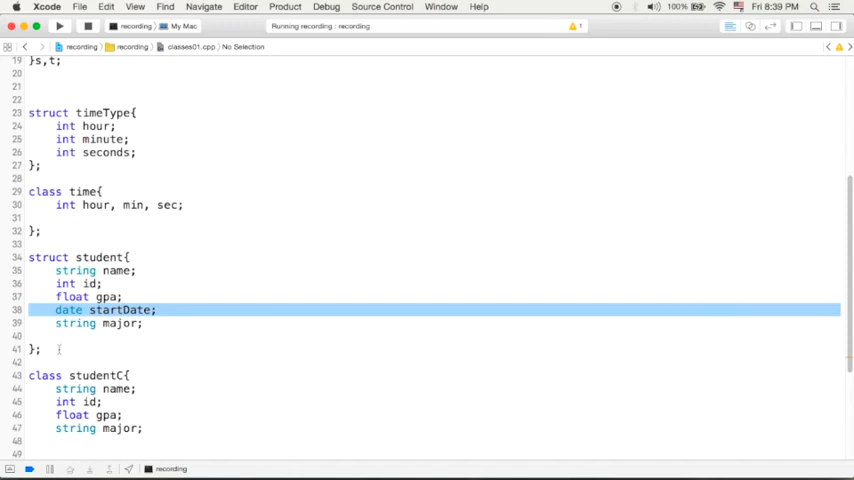 Xcode File Edit View Find Navigate Editor Product Debug Source Control Window Help 100% Fri 8:39 PM
recording My Mac Running recording : recording 1
recording recording classes01.cpp No Selection
19 }s,t;
20
21
22
23 struct timeType{
24 int hour;
25 int minute;
26 int seconds;
27 };
28
29 class time{
30 int hour, min, sec;
31
32 };
33
34 struct student{
35 string name;
36 int id;
37 float gpa;
38 date startDate;
39 string major;
40
41 };
42
43 class studentC{
44 string name;
45 int id;
46 float gpa;
47 string major;
48
49
recording